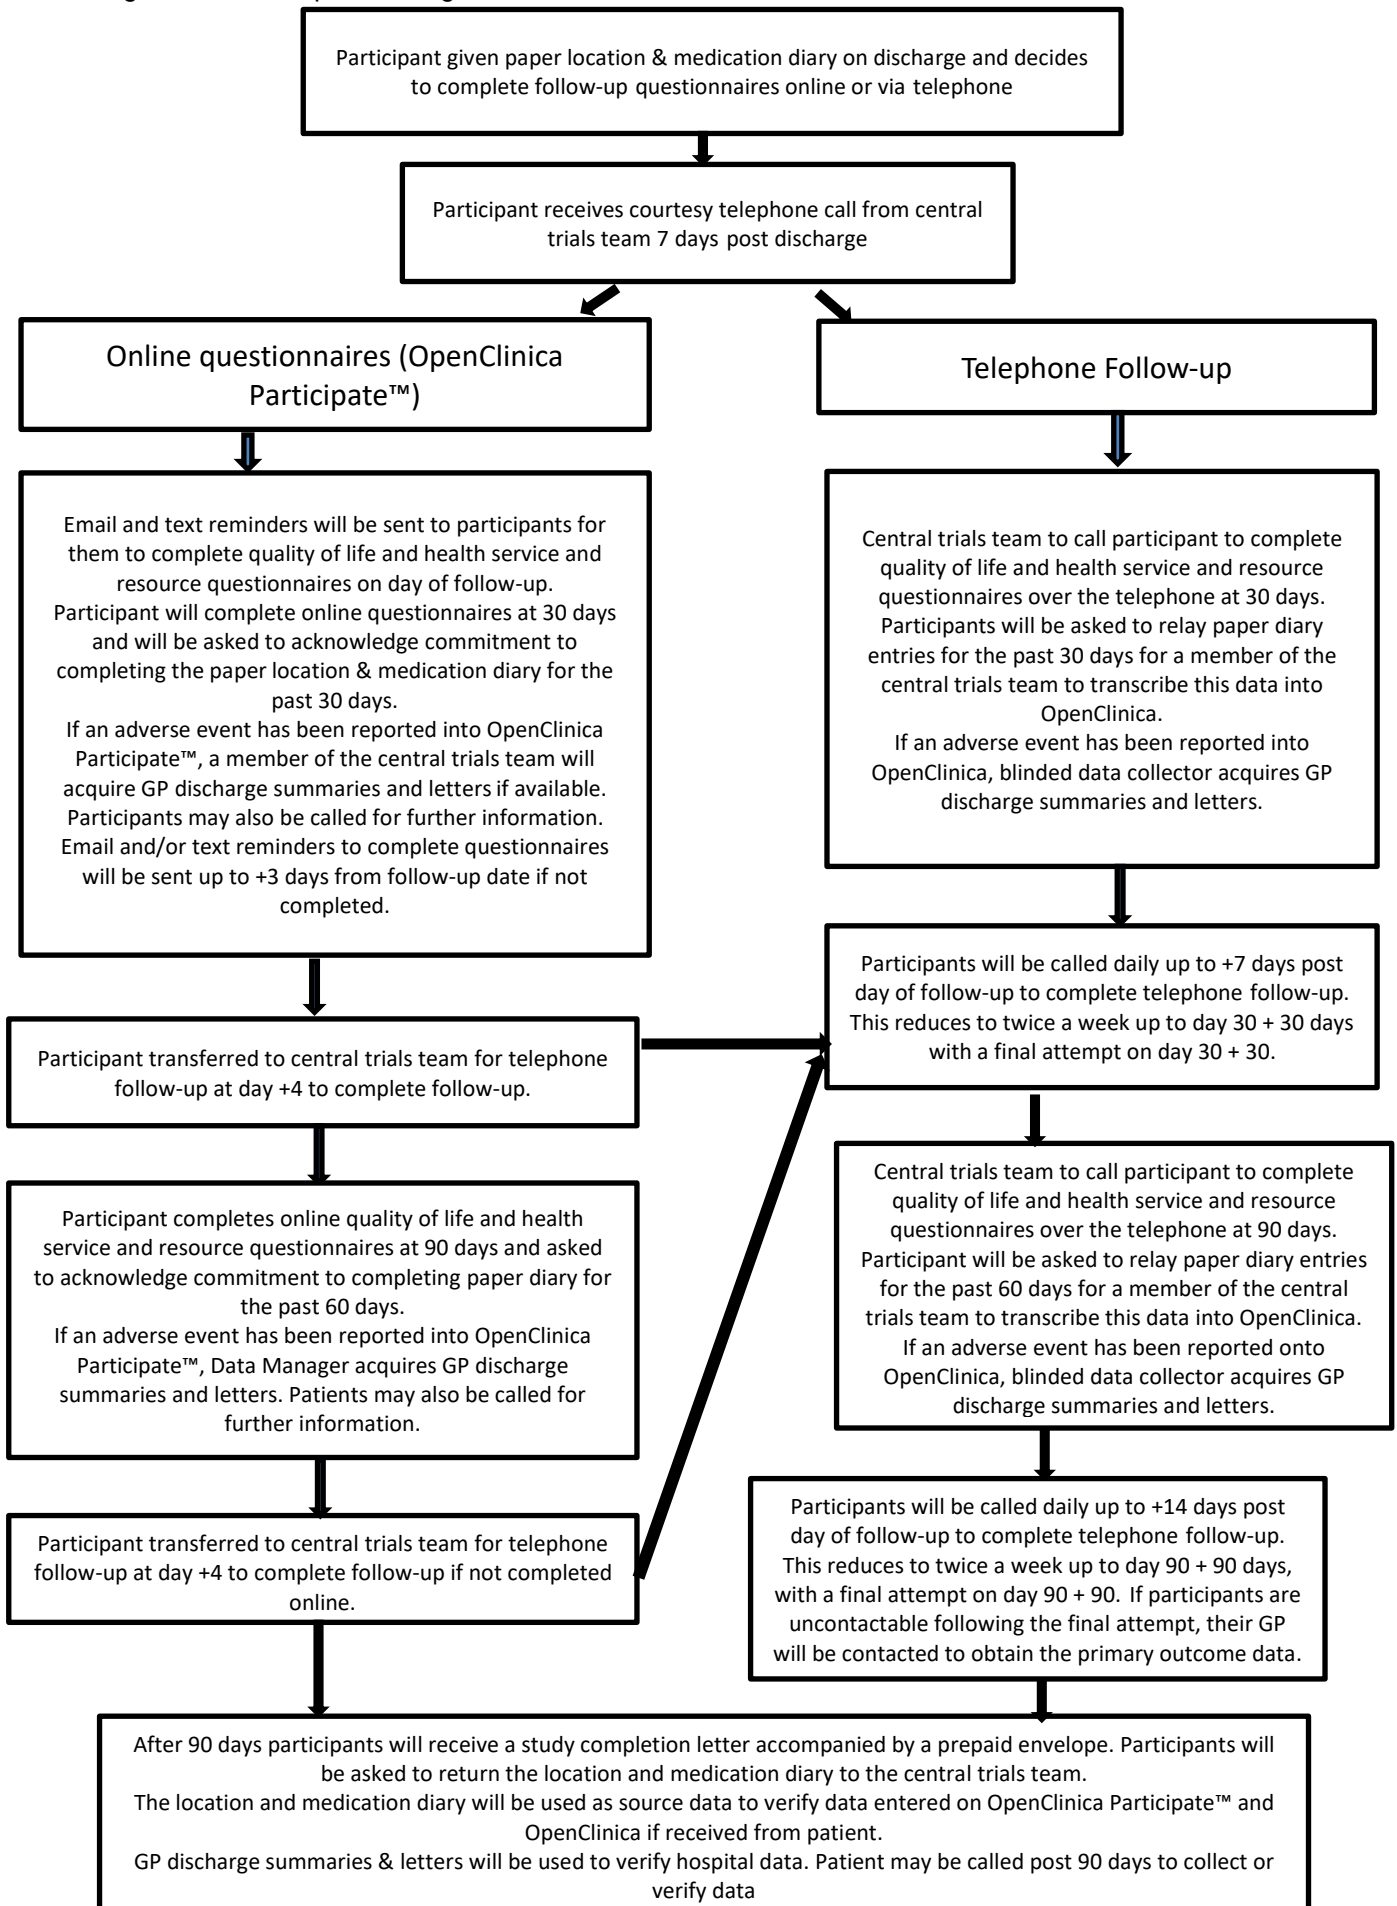 Participant given paper location & medication diary on discharge and decides
to complete follow-up questionnaires online or via telephone
Participant receives courtesy telephone call from central
trials team 7 days post discharge
Online questionnaires (OpenClinica
Participate™)
Telephone Follow-up
Email and text reminders will be sent to participants for
them to complete quality of life and health service and
resource questionnaires on day of follow-up.
Participant will complete online questionnaires at 30 days
and will be asked to acknowledge commitment to
completing the paper location & medication diary for the
past 30 days.
If an adverse event has been reported into OpenClinica
Participate™, a member of the central trials team will
acquire GP discharge summaries and letters if available.
Participants may also be called for further information.
Email and/or text reminders to complete questionnaires
will be sent up to +3 days from follow-up date if not
completed.
Central trials team to call participant to complete
quality of life and health service and resource
questionnaires over the telephone at 30 days.
Participants will be asked to relay paper diary
entries for the past 30 days for a member of the
central trials team to transcribe this data into
OpenClinica.
If an adverse event has been reported into
OpenClinica, blinded data collector acquires GP
discharge summaries and letters.
Participants will be called daily up to +7 days post
day of follow-up to complete telephone follow-up.
This reduces to twice a week up to day 30 + 30 days
with a final attempt on day 30 + 30.
Participant transferred to central trials team for telephone
follow-up at day +4 to complete follow-up.
Participant completes online quality of life and health
service and resource questionnaires at 90 days and asked
to acknowledge commitment to completing paper diary for
the past 60 days.
If an adverse event has been reported into OpenClinica
Participate™, Data Manager acquires GP discharge
summaries and letters. Patients may also be called for
further information.
Central trials team to call participant to complete
quality of life and health service and resource
questionnaires over the telephone at 90 days.
Participant will be asked to relay paper diary entries
for the past 60 days for a member of the central
trials team to transcribe this data into OpenClinica.
If an adverse event has been reported onto
OpenClinica, blinded data collector acquires GP
discharge summaries and letters.
Participant transferred to central trials team for telephone
follow-up at day +4 to complete follow-up if not completed
online.
Participants will be called daily up to +14 days post
day of follow-up to complete telephone follow-up.
This reduces to twice a week up to day 90 + 90 days,
with a final attempt on day 90 + 90. If participants are
uncontactable following the final attempt, their GP
will be contacted to obtain the primary outcome data.
After 90 days participants will receive a study completion letter accompanied by a prepaid envelope. Participants will
be asked to return the location and medication diary to the central trials team.
The location and medication diary will be used as source data to verify data entered on OpenClinica Participate™ and
OpenClinica if received from patient.
GP discharge summaries & letters will be used to verify hospital data. Patient may be called post 90 days to collect or
verify data